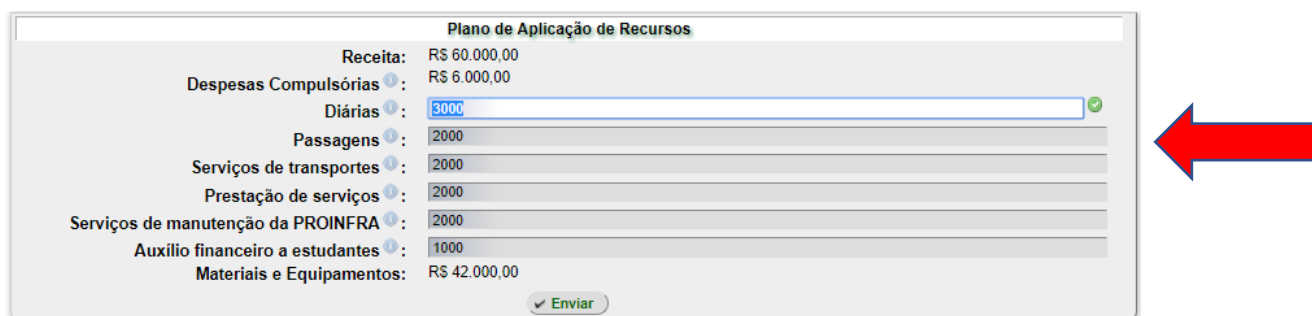 Plano de Aplicação de Recursos
Receita: R$ 60.000,00
Despesas Compulsórias : R$ 6.000,00
Diárias : 3000
Passagens : 2000
Serviços de transportes : 2000
Prestação de serviços : 2000
Serviços de manutenção da PROINFRA : 2000
Auxílio financeiro a estudantes : 1000
Materiais e Equipamentos: R$ 42.000,00
Enviar